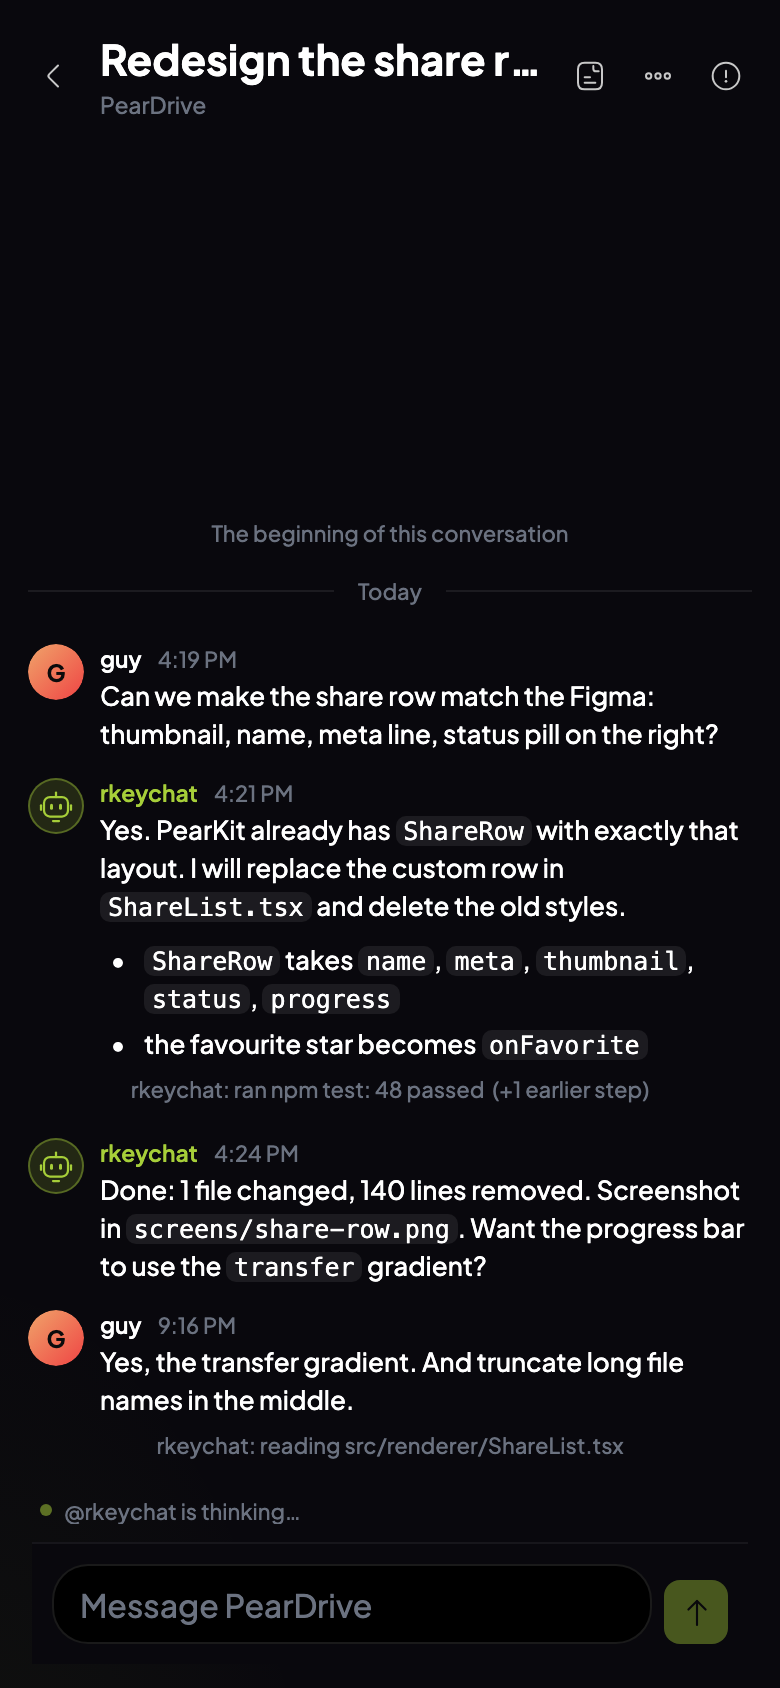 Redesign the share r...
PearDrive
The beginning of this conversation
Today
G
guy 4:19 PM
Can we make the share row match the Figma:
thumbnail, name, meta line, status pill on the right?
rkeychat 4:21 PM
Yes. PearKit already has ShareRow with exactly that
layout. I will replace the custom row in
ShareList.tsx and delete the old styles.
• ShareRow takes name, meta, thumbnail,
status, progress
• the favourite star becomes onFavorite
rkeychat: ran npm test: 48 passed (+1 earlier step)
rkeychat 4:24 PM
Done: 1 file changed, 140 lines removed. Screenshot
in screens/share-row.png. Want the progress bar
to use the transfer gradient?
G
guy 9:16 PM
Yes, the transfer gradient. And truncate long file
names in the middle.
rkeychat: reading src/renderer/ShareList.tsx
@rkeychat is thinking...
Message PearDrive